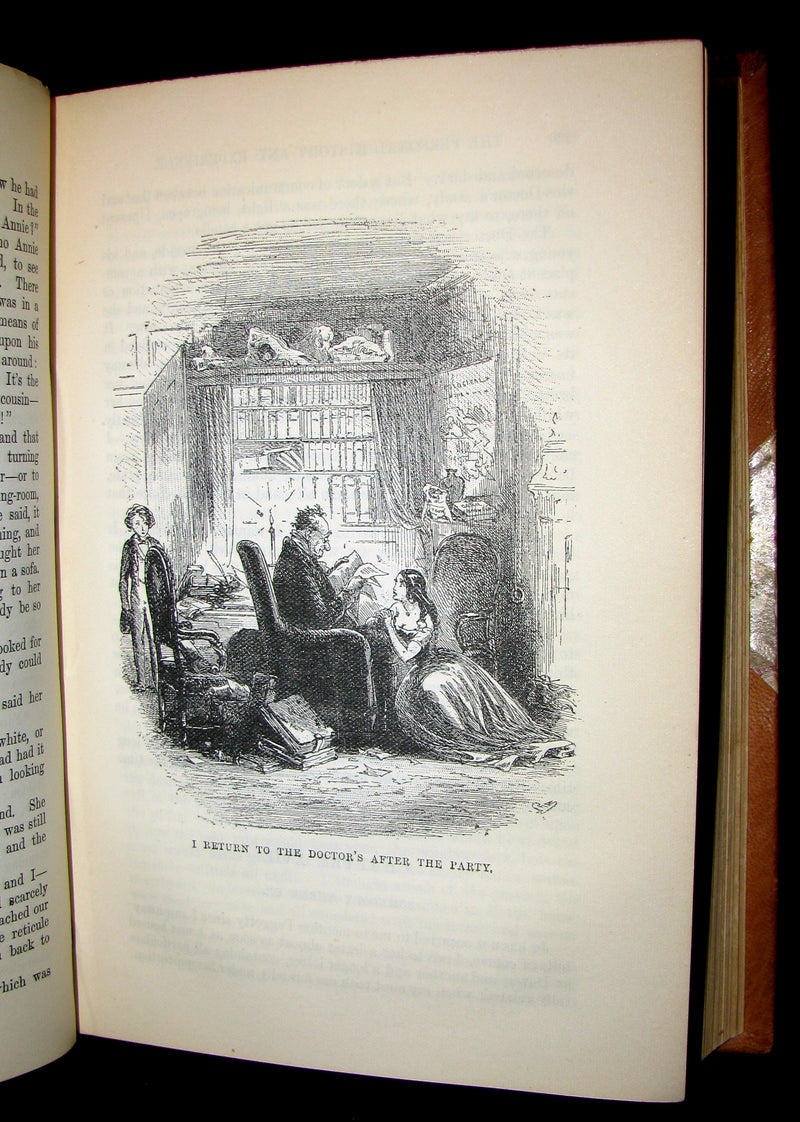 w he had
In the
Annie?"
no Annie
d, to see
There
was in a
means of
upon his
around:
It's the
cousin—
!"
and that
turning
r—or to
ng-room,
e said, it
ning, and
ught her
n a sofa.
g to her
dy be so
ooked for
dy could
said her
white, or
ad had it
n looking
nd. She
was still
and the
and I—
scarcely
ached our
e reticule
back to
which was
I RETURN TO THE DOCTOR'S AFTER THE PARTY.